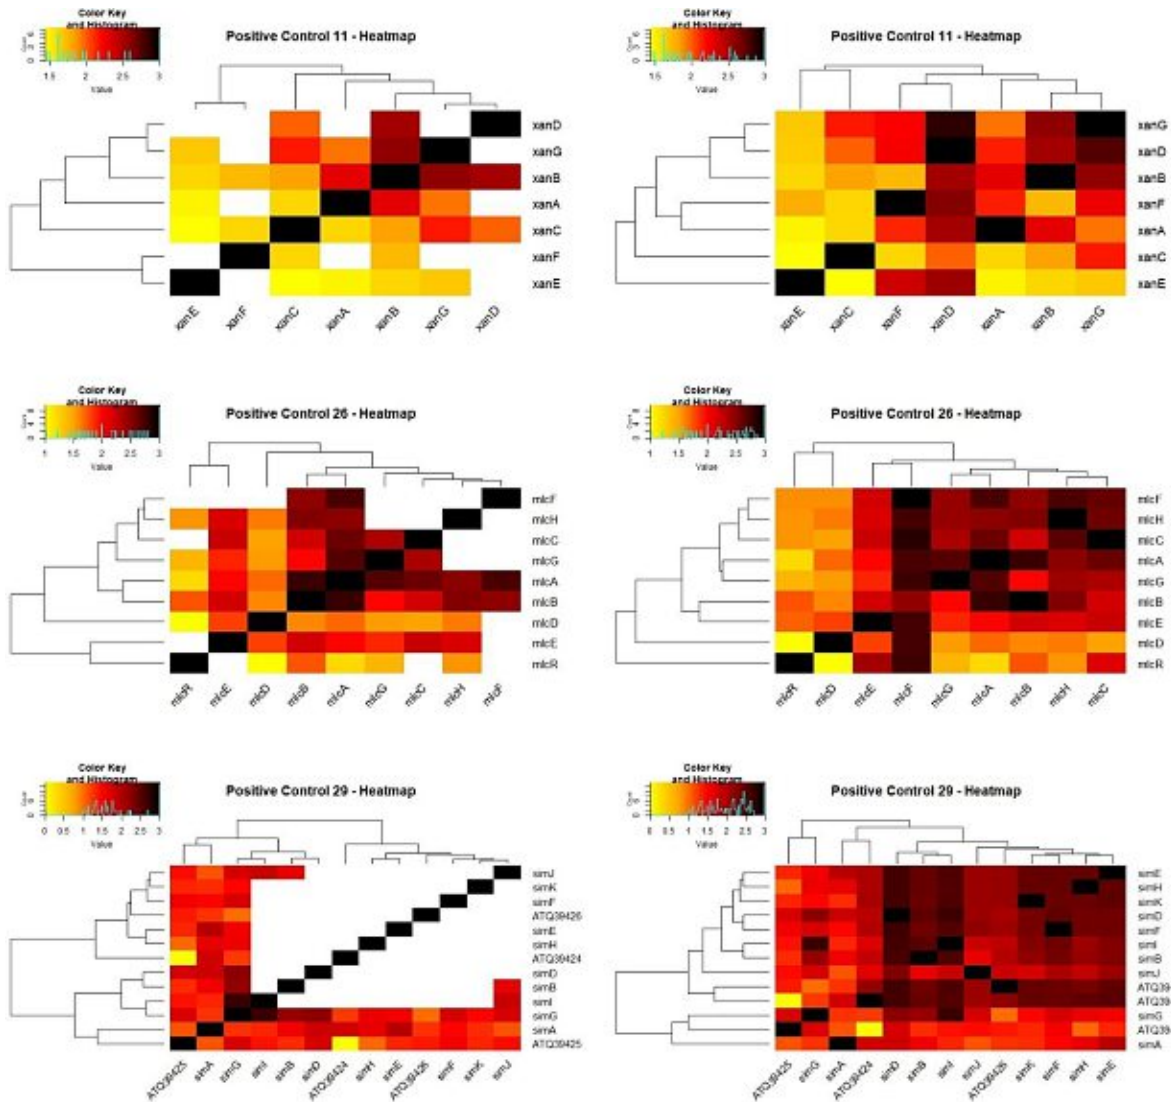 Color Key
and Histogram
Count
Value
1.5 2 2.5 3
Positive Control 11 - Heatmap
xanD
xanG
xanB
xanA
xanC
xanF
xanE
xanE xanF xanC xanA xanB xanG xanD
Color Key
and Histogram
Count
Value
1.5 2 2.5 3
Positive Control 11 - Heatmap
xanG
xanD
xanB
xanF
xanA
xanC
xanE
xanE xanC xanF xanD xanA xanB xanG
Color Key
and Histogram
Count
Value
1 1.5 2 2.5 3
Positive Control 26 - Heatmap
mlcF
mlcH
mlcC
mlcG
mlcA
mlcB
mlcD
mlcE
mlcR
mlcR mlcE mlcD mlcB mlcA mlcG mlcC mlcH mlcF
Color Key
and Histogram
Count
Value
1 1.5 2 2.5 3
Positive Control 26 - Heatmap
mlcF
mlcH
mlcC
mlcA
mlcG
mlcB
mlcE
mlcD
mlcR
mlcR mlcD mlcE mlcF mlcG mlcA mlcB mlcH mlcC
Color Key
and Histogram
Count
Value
0 0.5 1 1.5 2 2.5 3
Positive Control 29 - Heatmap
simJ
simK
simF
ATQ39426
simE
simH
ATQ39424
simD
simB
simI
simG
simA
ATQ39425
ATQ39425 simA simG simI simB simD ATQ39424 simH simE ATQ39426 simF simK simJ
Color Key
and Histogram
Count
Value
0 0.5 1 1.5 2 2.5 3
Positive Control 29 - Heatmap
simE
simH
simK
simD
simF
simI
simB
simJ
ATQ39
ATQ39
simG
ATQ39
simA
ATQ39425 simG simA ATQ39424 simD simB simI simJ ATQ39426 simK simF simH simE